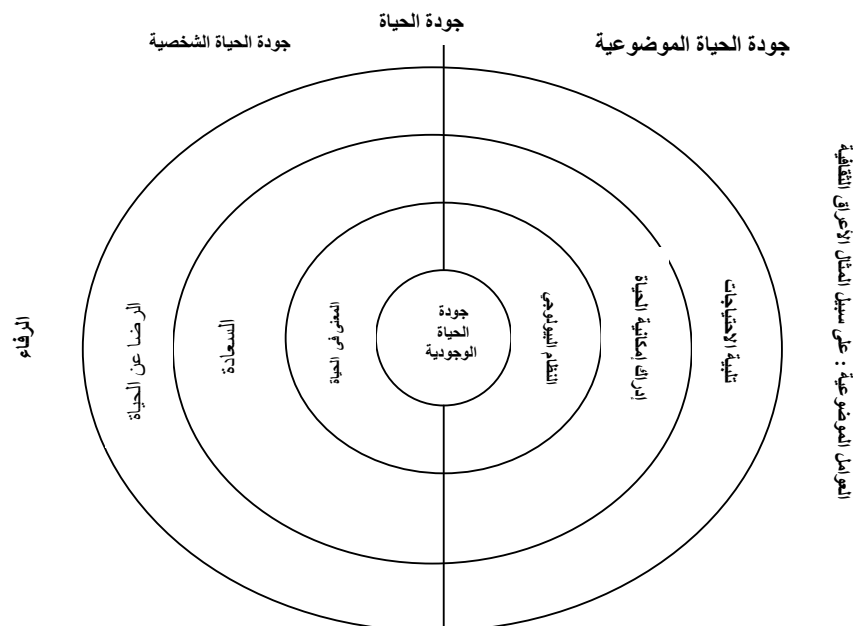 جودة الحياة
جودة الحياة الموضوعية
جودة الحياة الشخصية
العوامل الموضوعية : على سبيل المثال الأعراق الثقافية
تلبية الاحتياجات
إدراك إمكانية الحياة
النظام البيولوجي
جودة
الحياة
الوجودية
المعنى فى الحياة
السعادة
الرضا عن الحياة
الرفاء